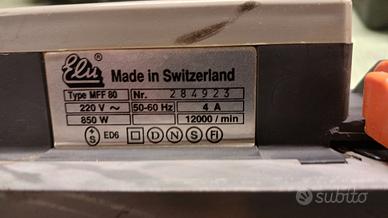 Elu ® Made in Switzerland
Type MFF 80 Nr. 284923
220 V ~ 50-60 Hz 4 A
850 W 12000 / min
+ S ED6 D N S FI
subito